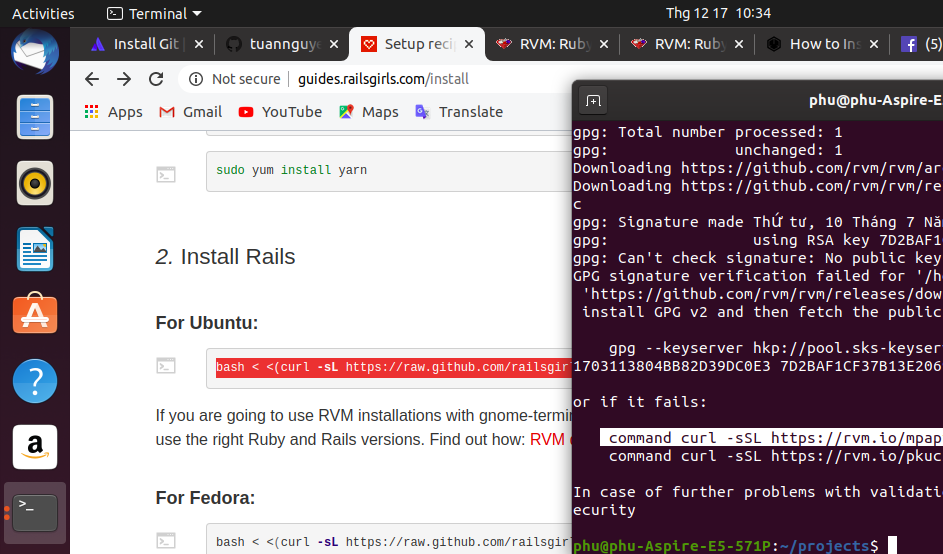 Activities
Terminal
Thg 12 17 10:34
Install Git
tuannguye
Setup reci
RVM: Ruby
RVM: Ruby
How to Ins
(5)
Not secure
guides.railsgirls.com/install
Apps
Gmail
YouTube
Maps
Translate
sudo yum install yarn
2. Install Rails
For Ubuntu:
bash < <(curl -sL https://raw.github.com/railsgirl
If you are going to use RVM installations with gnome-termin
use the right Ruby and Rails versions. Find out how: RVM
For Fedora:
bash < <(curl -sL https://raw.github.com/railsgirl
phu@phu-Aspire-E5
gpg: Total number processed: 1
gpg:              unchanged: 1
Downloading https://github.com/rvm/rvm/ar
Downloading https://github.com/rvm/rvm/re
c
gpg: Signature made Thứ tư, 10 Tháng 7 Nă
gpg:                using RSA key 7D2BAF1
gpg: Can't check signature: No public key
GPG signature verification failed for '/h
'https://github.com/rvm/rvm/releases/dow
install GPG v2 and then fetch the public
gpg --keyserver hkp://pool.sks-keyser
1703113804BB82D39DC0E3 7D2BAF1CF37B13E206
or if it fails:
command curl -sSL https://rvm.io/mpap
command curl -sSL https://rvm.io/pkuc
In case of further problems with validati
ecurity
phu@phu-Aspire-E5-571P:~/projects$